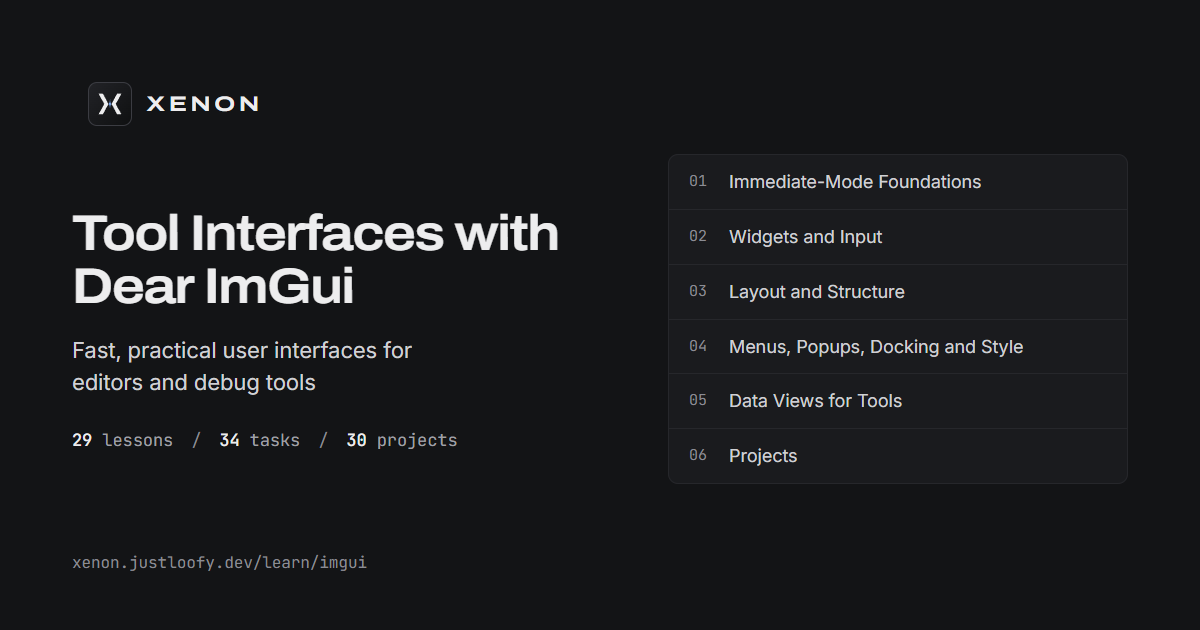 XENON
Tool Interfaces with
Dear ImGui
Fast, practical user interfaces for
editors and debug tools
29 lessons / 34 tasks / 30 projects
xenon.justloofy.dev/learn/imgui
01 Immediate-Mode Foundations
02 Widgets and Input
03 Layout and Structure
04 Menus, Popups, Docking and Style
05 Data Views for Tools
06 Projects